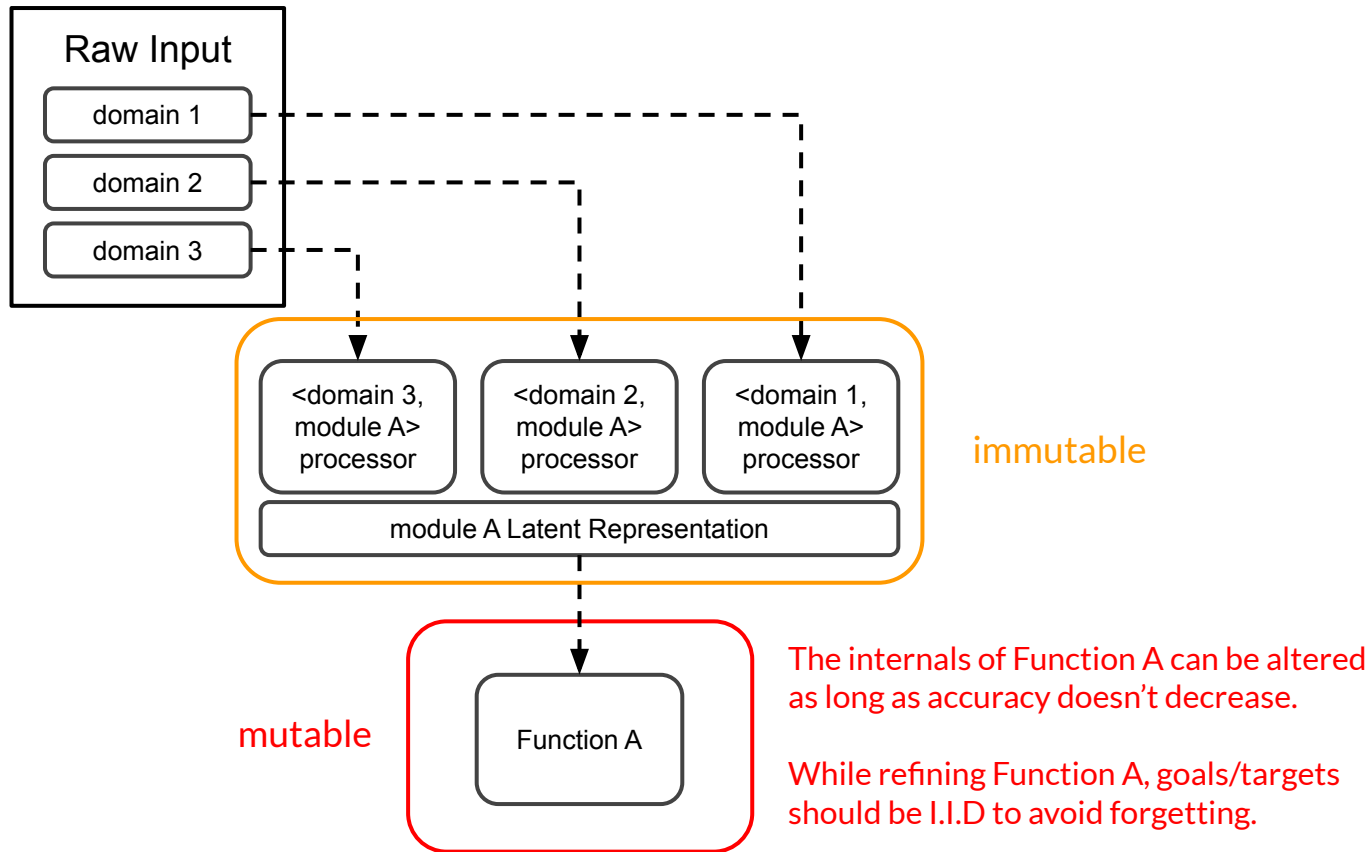 Raw Input
domain 1
domain 2
domain 3
<domain 3,
module A>
processor
<domain 2,
module A>
processor
<domain 1,
module A>
processor
immutable
module A Latent Representation
The internals of Function A can be altered
as long as accuracy doesn’t decrease.
mutable
Function A
While refining Function A, goals/targets
should be I.I.D to avoid forgetting.